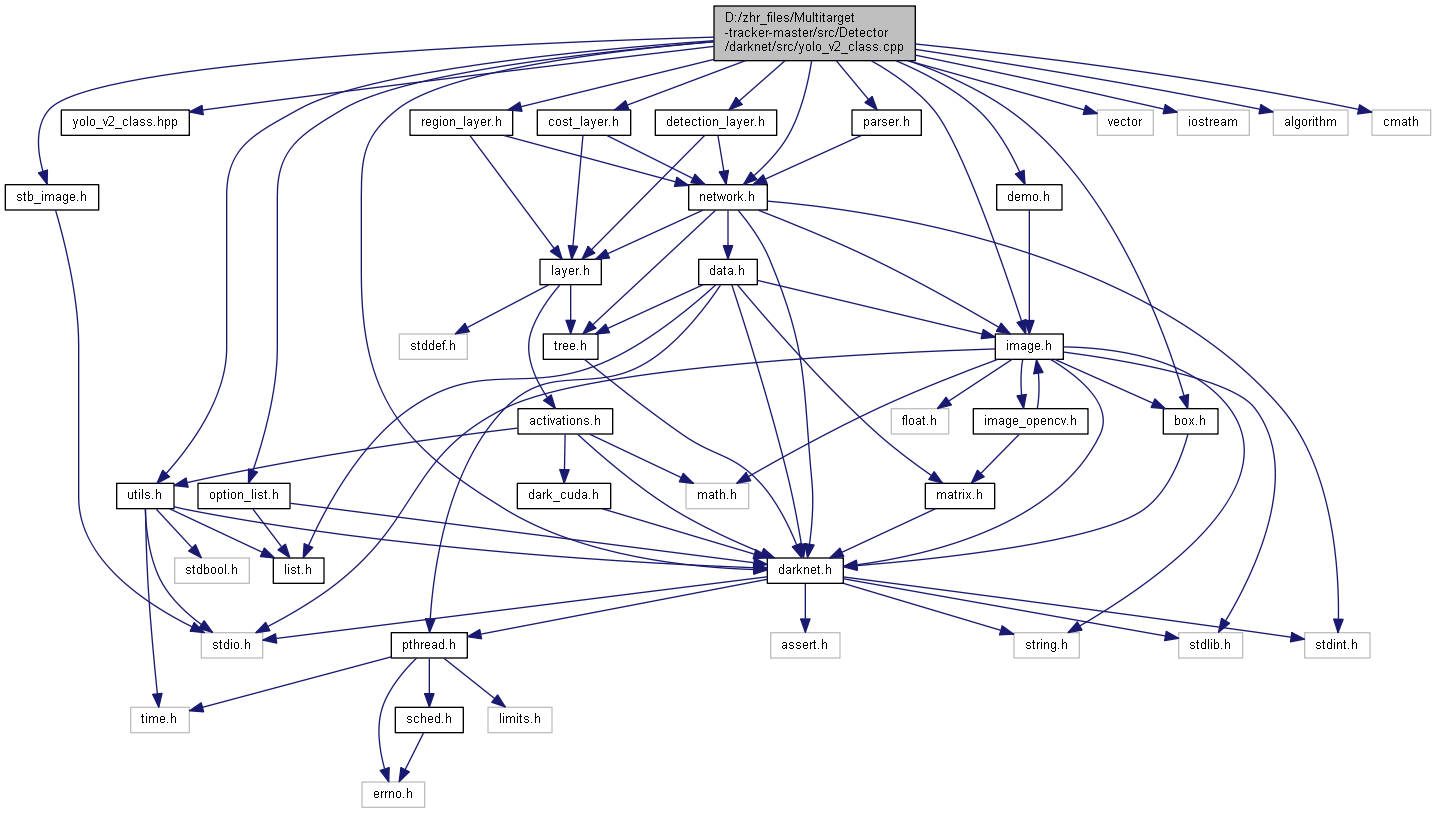 D:/zhr_files/Multitarget
-tracker-master/src/Detector
/darknet/src/yolo_v2_class.cpp
yolo_v2_class.hpp
region_layer.h
cost_layer.h
detection_layer.h
parser.h
vector
iostream
algorithm
cmath
stb_image.h
network.h
demo.h
layer.h
data.h
stddef.h
tree.h
image.h
activations.h
float.h
image_opencv.h
box.h
utils.h
option_list.h
dark_cuda.h
math.h
matrix.h
stdbool.h
list.h
darknet.h
stdio.h
pthread.h
assert.h
string.h
stdlib.h
stdint.h
time.h
sched.h
limits.h
errno.h